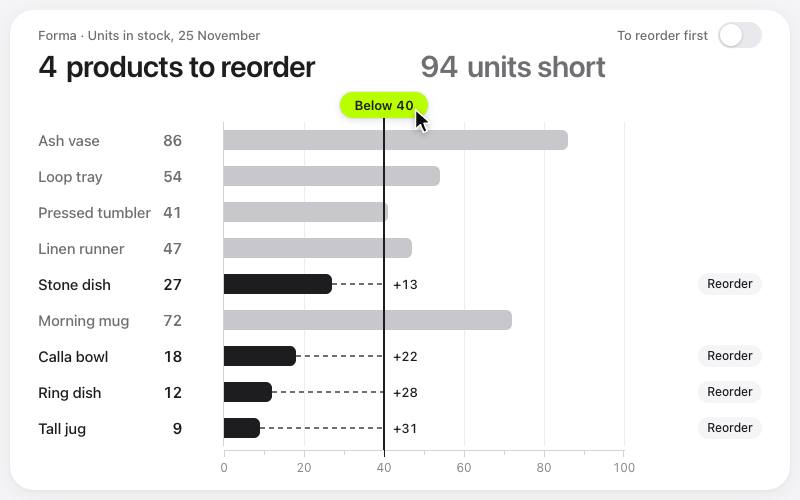 Forma · Units in stock, 25 November
To reorder first
4 products to reorder
94 units short
Below 40
Ash vase 86
Loop tray 54
Pressed tumbler 41
Linen runner 47
Stone dish 27 +13 Reorder
Morning mug 72
Calla bowl 18 +22 Reorder
Ring dish 12 +28 Reorder
Tall jug 9 +31 Reorder
0 20 40 60 80 100